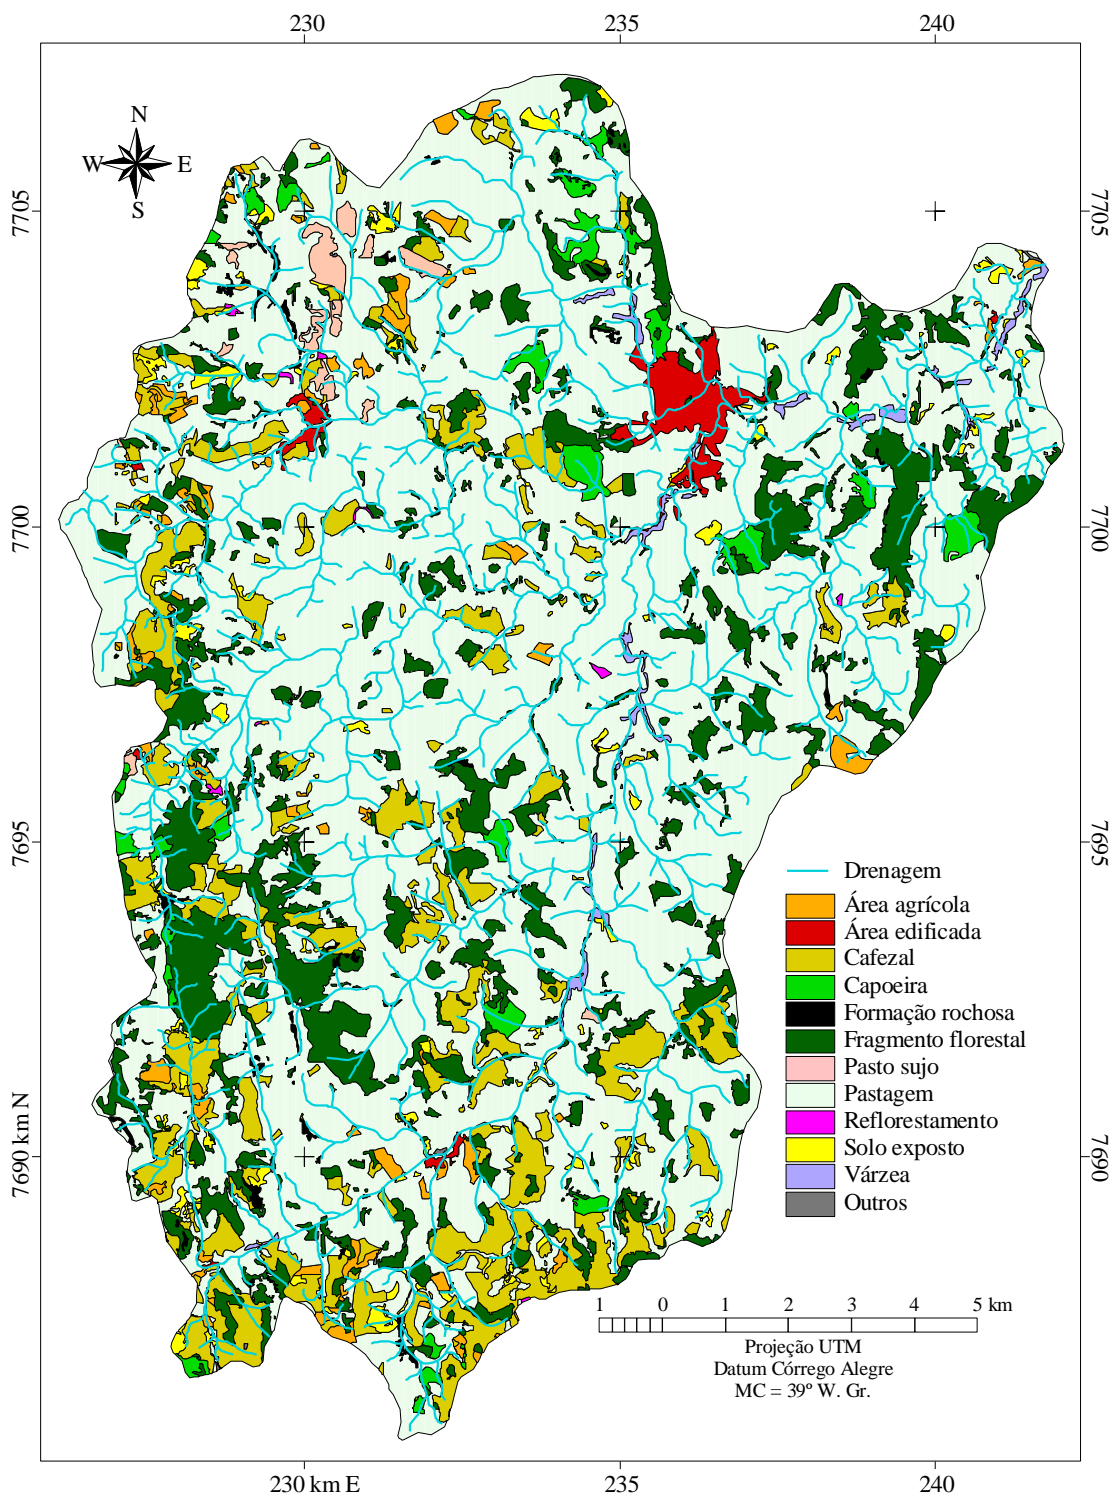 230 235 240
N
W E
S
7705 7705
7700 7700
7695 7695
Drenagem
Área agrícola
Área edificada
Cafezal
Capoeira
Formação rochosa
Fragmento florestal
Pasto sujo
Pastagem
Reflorestamento
Solo exposto
Várzea
Outros
7690 km N 7690
1 0 1 2 3 4 5 km
Projeção UTM
Datum Córrego Alegre
MC = 39º W. Gr.
230 km E 235 240